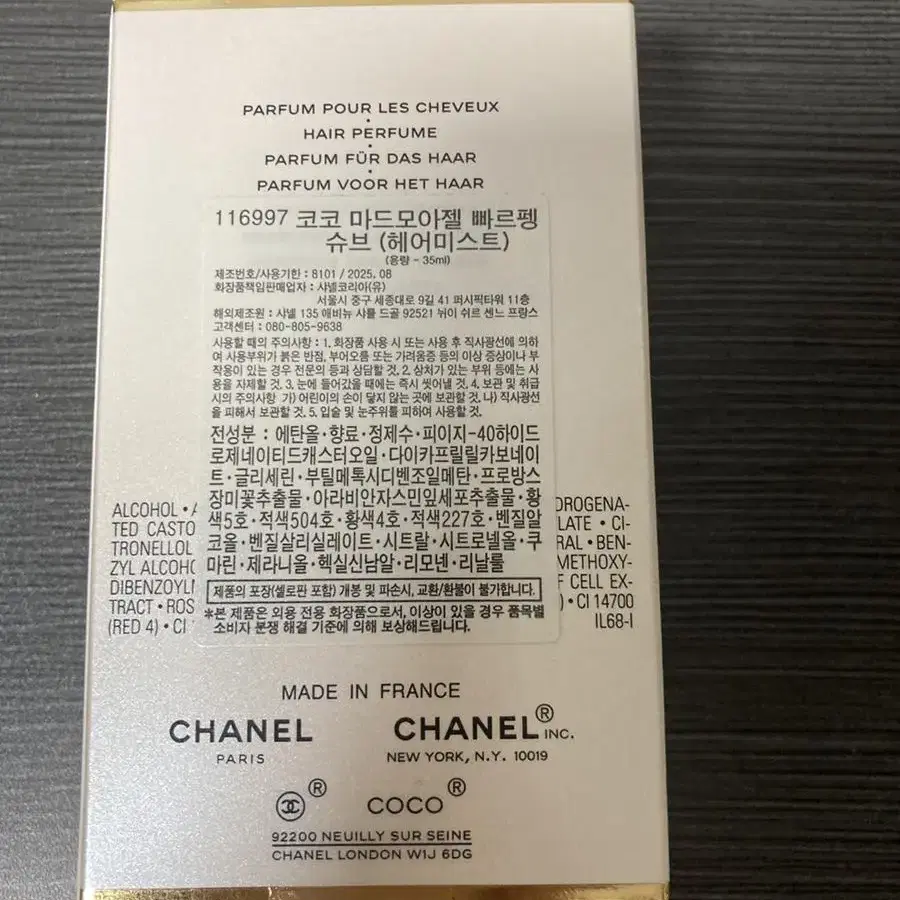 PARFUM POUR LES CHEVEUX
HAIR PERFUME
PARFUM FÜR DAS HAAR
PARFUM VOOR HET HAAR
116997 코코 마드모아젤 빠르펭
슈브 (헤어미스트)
(용량 - 35ml)
제조번호/사용기한 : 8101 / 2025. 08
화장품책임판매업자 : 샤넬코리아(유)
서울시 중구 세종대로 9길 41 퍼시픽타워 11층
해외제조원 : 샤넬 135 애비뉴 샤를 드골 92521 뉘이 쉬르 센느 프랑스
고객센터 : 080-805-9638
사용할 때의 주의사항 : 1. 화장품 사용 시 또는 사용 후 직사광선에 의하
여 사용부위가 붉은 반점, 부어오름 또는 가려움증 등의 이상 증상이나 부
작용이 있는 경우 전문의 등과 상담할 것. 2. 상처가 있는 부위 등에는 사
용을 자제할 것. 3. 눈에 들어갔을 때에는 즉시 씻어낼 것. 4. 보관 및 취급
시의 주의사항 가) 어린이의 손이 닿지 않는 곳에 보관할 것. 나) 직사광선
을 피해서 보관할 것. 5. 입술 및 눈주위를 피하여 사용할 것.
전성분 : 에탄올·향료·정제수·피이지-40하이드
로제네이티드캐스터오일·다이카프릴릴카보네이
트·글리세린·부틸메톡시디벤조일메탄·프로방스
장미꽃추출물·아라비안자스민잎세포추출물·황
색5호·적색504호·황색4호·적색227호·벤질알
코올·벤질살리실레이트·시트랄·시트로넬올·쿠
마린·제라니올·헥실신남알·리모넨·리날룰
제품의 포장(셀로판 포함) 개봉 및 파손시, 교환/환불이 불가합니다.
*본 제품은 외용 전용 화장품으로서, 이상이 있을 경우 품목별
소비자 분쟁 해결 기준에 의해 보상해드립니다.
ALCOHOL • DROGENA-
TED CASTO LATE • CI-
TRONELLOL RAL • BEN-
ZYL ALCOHO METHOXY-
DIBENZOYL F CELL EX-
TRACT • ROS ) • CI 14700
(RED 4) • CI IL68-I
MADE IN FRANCE
CHANEL CHANEL® INC.
PARIS NEW YORK, N.Y. 10019
® COCO®
92200 NEUILLY SUR SEINE
CHANEL LONDON W1J 6DG